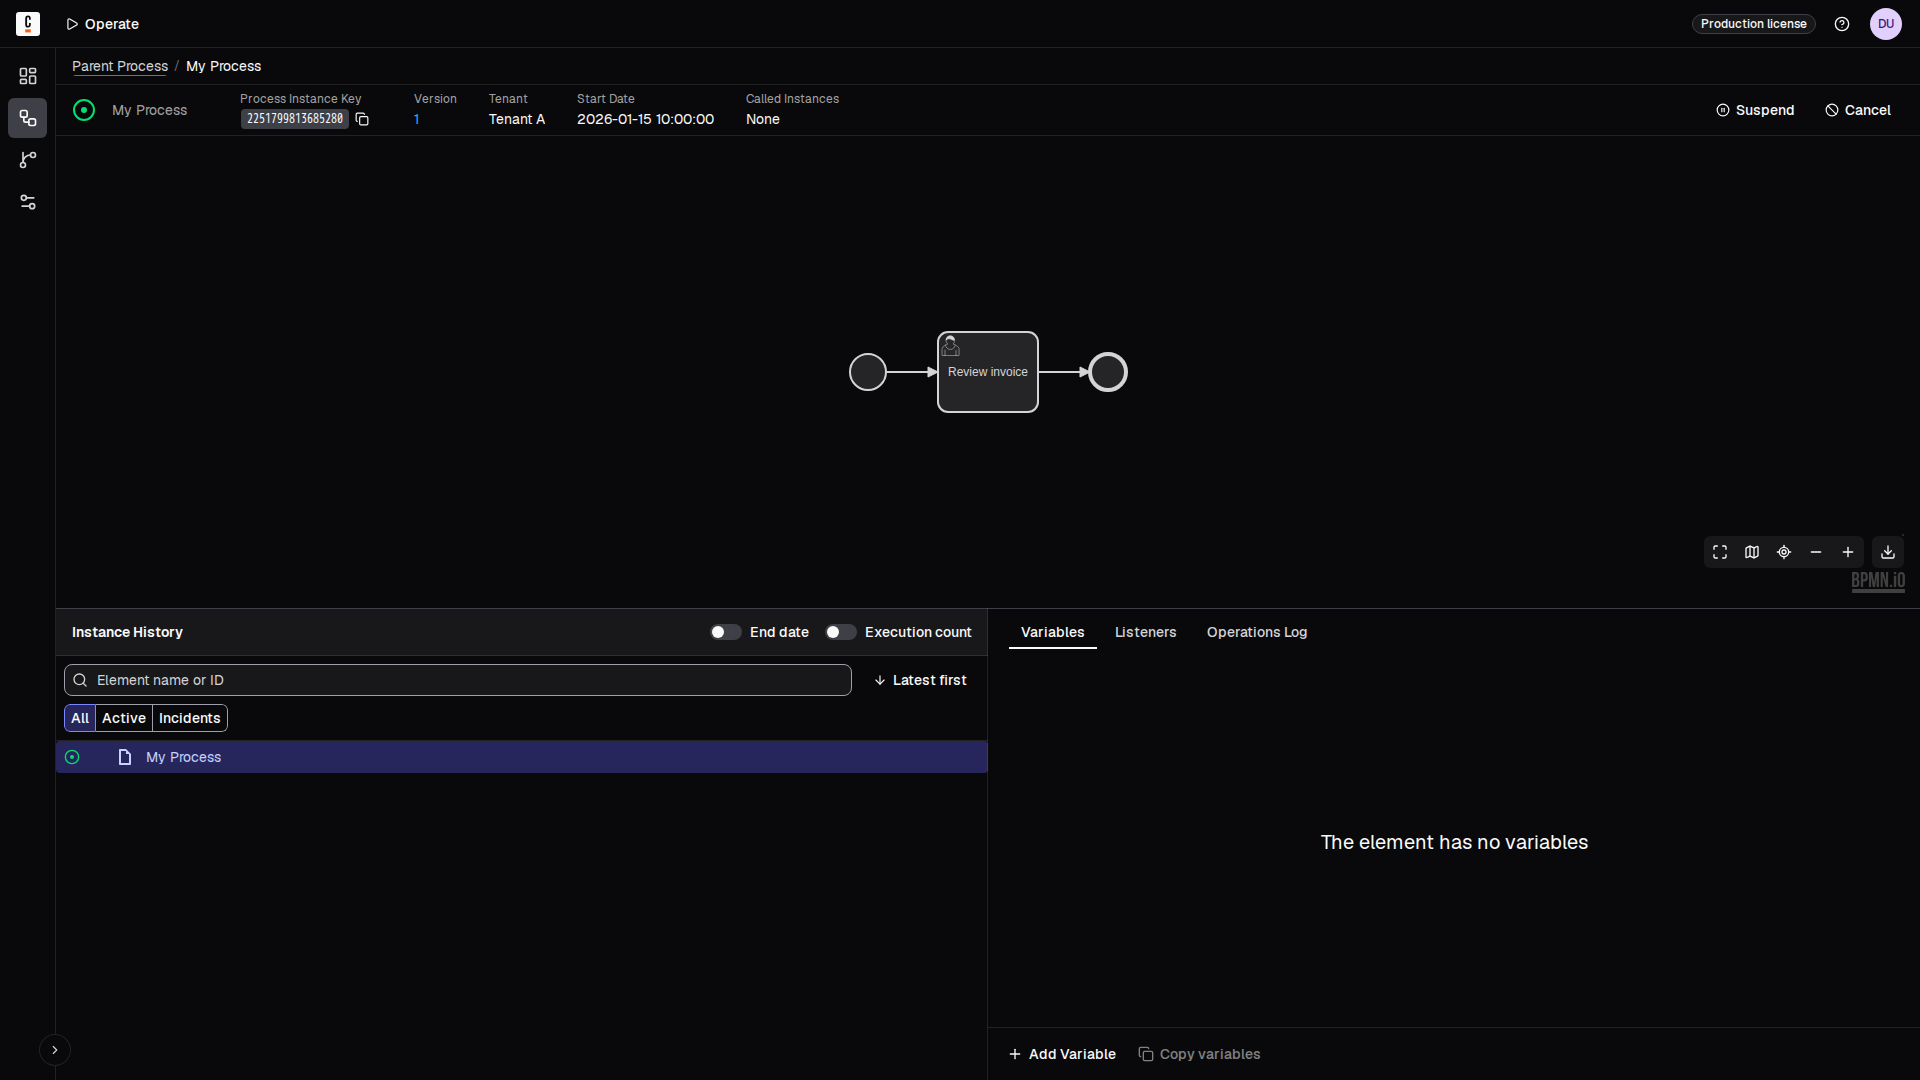 C
Operate
Production license
DU
Parent Process / My Process
My Process
Process Instance Key
2251799813685280
Version
1
Tenant
Tenant A
Start Date
2026-01-15 10:00:00
Called Instances
None
Suspend
Cancel
Review invoice
BPMN.iO
Instance History
End date
Execution count
Element name or ID
Latest first
All
Active
Incidents
My Process
Variables
Listeners
Operations Log
The element has no variables
Add Variable
Copy variables